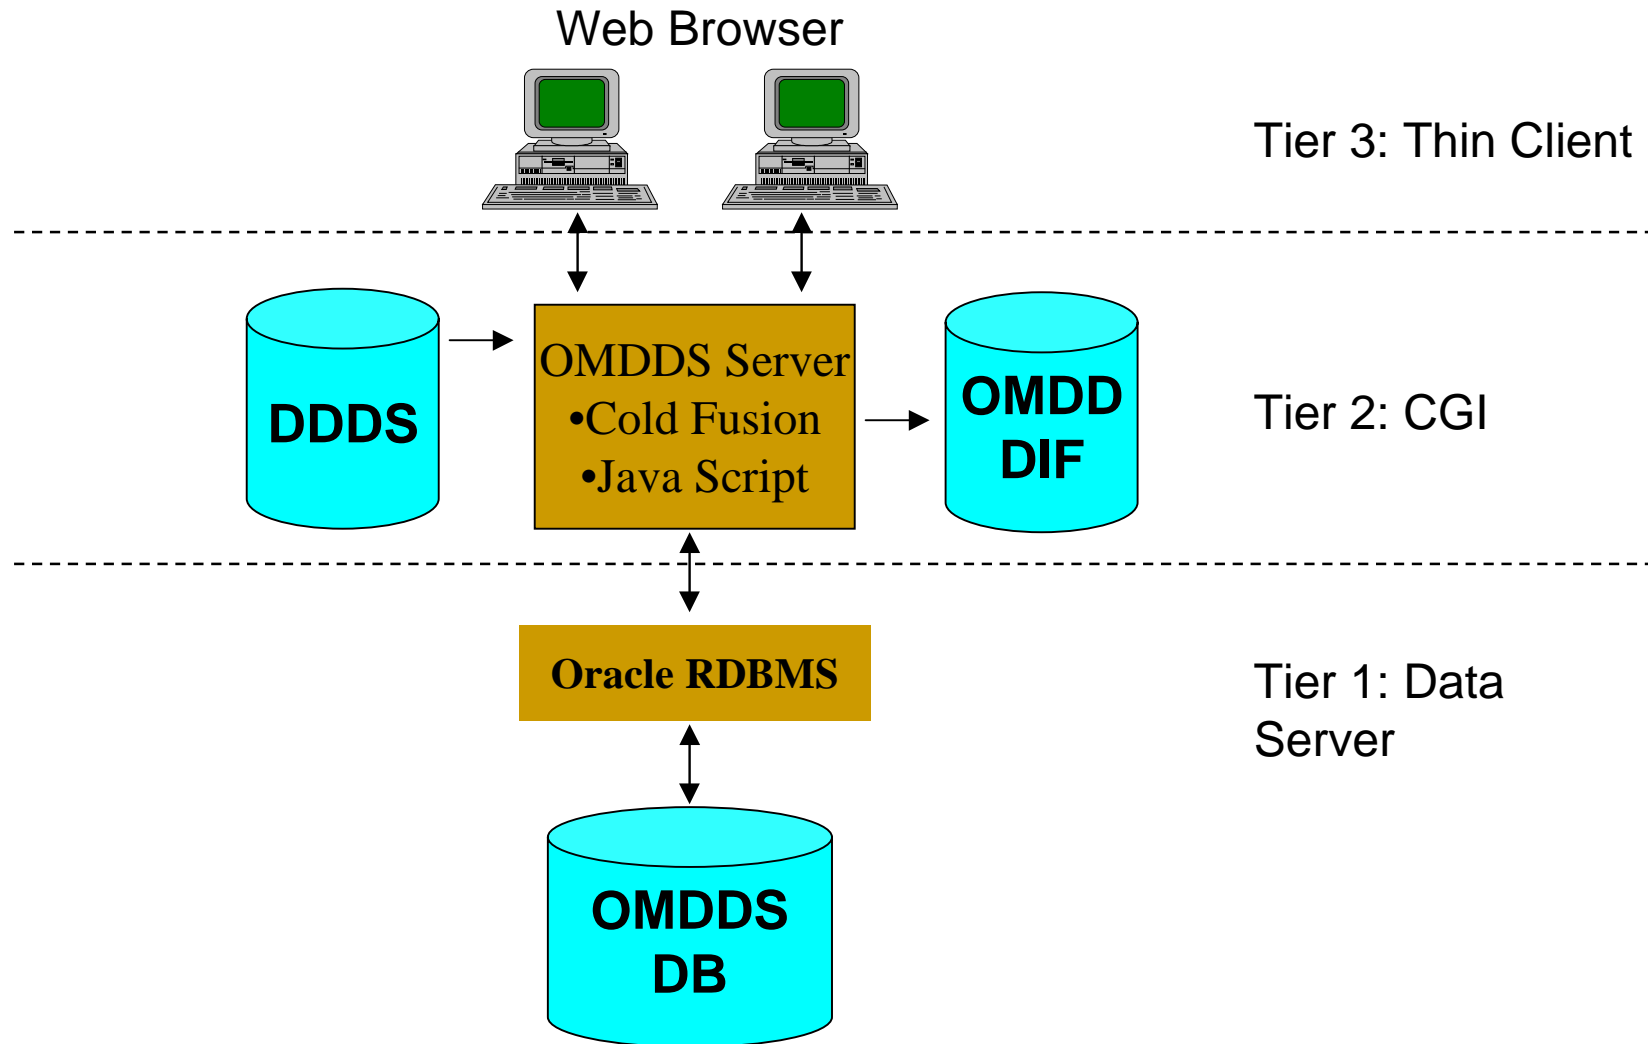 Web Browser
Tier 3: Thin Client
DDDS
OMDDS Server
•Cold Fusion
•Java Script
OMDD
DIF
Tier 2: CGI
Oracle RDBMS
Tier 1: Data
Server
OMDDS
DB